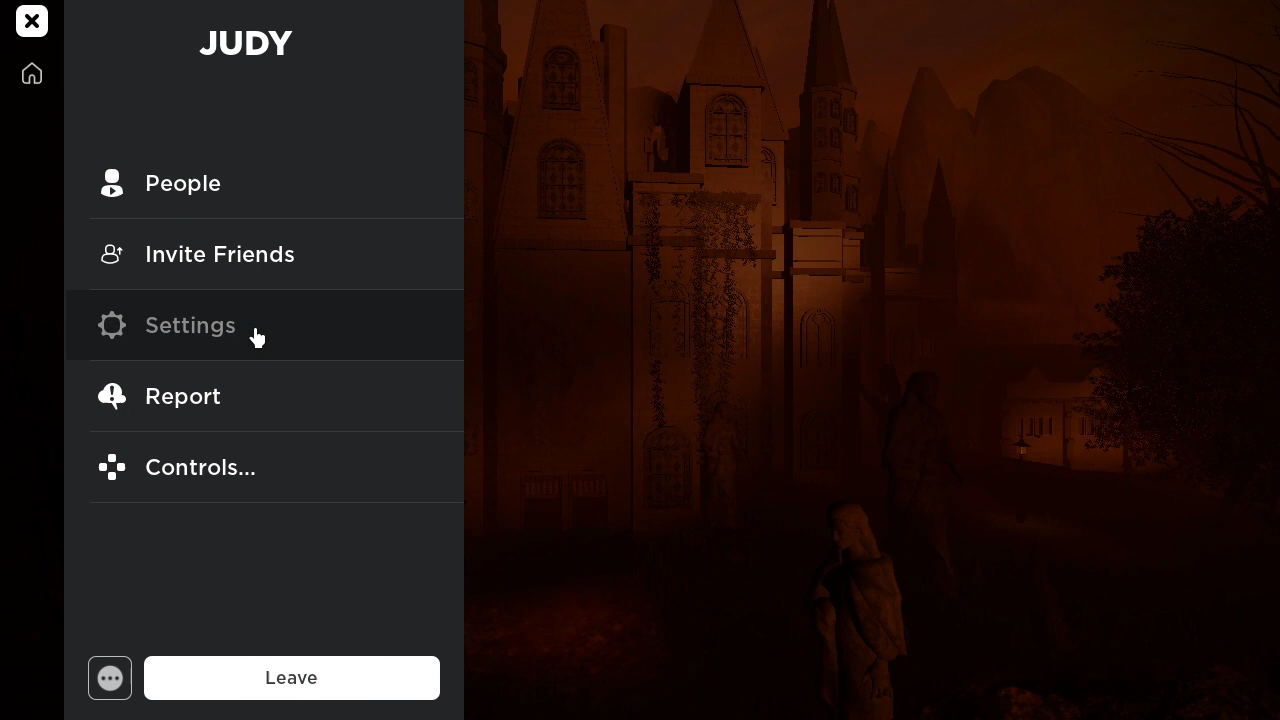 JUDY
People
Invite Friends
Settings
Report
Controls...
Leave